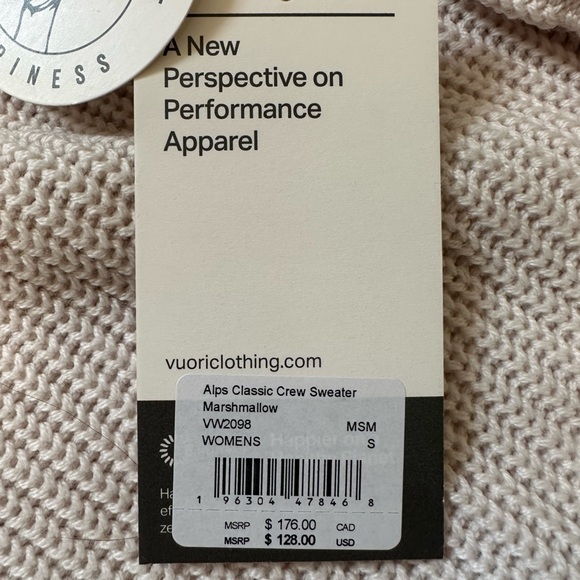 PINESS
A New
Perspective on
Performance
Apparel
vuoriclothing.com
Alps Classic Crew Sweater
Marshmallow
VW2098 MSM
WOMENS S
1 96304 47846 8
MSRP $ 176.00 CAD
MSRP $ 128.00 USD